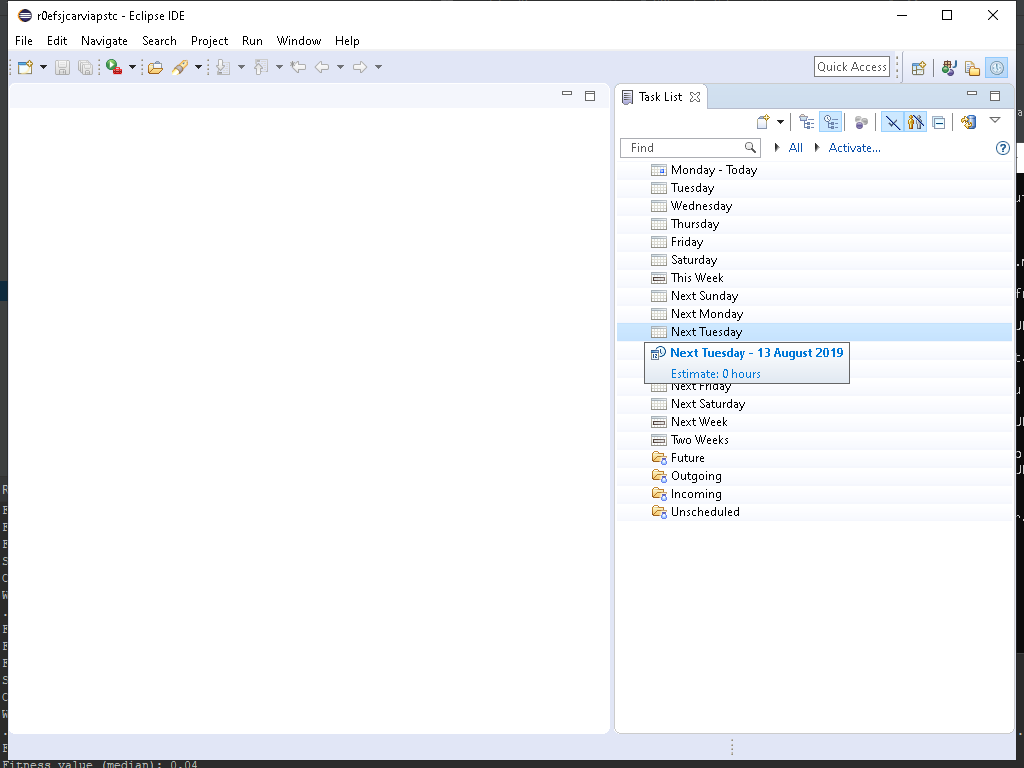 r0efsjcarviapstc - Eclipse IDE
File Edit Navigate Search Project Run Window Help
Quick Access
Task List
Find All Activate...
Monday - Today
Tuesday
Wednesday
Thursday
Friday
Saturday
This Week
Next Sunday
Next Monday
Next Tuesday
Next Tuesday - 13 August 2019
Estimate: 0 hours
Next Friday
Next Saturday
Next Week
Two Weeks
Future
Outgoing
Incoming
Unscheduled
Fitness value (median): 0.04